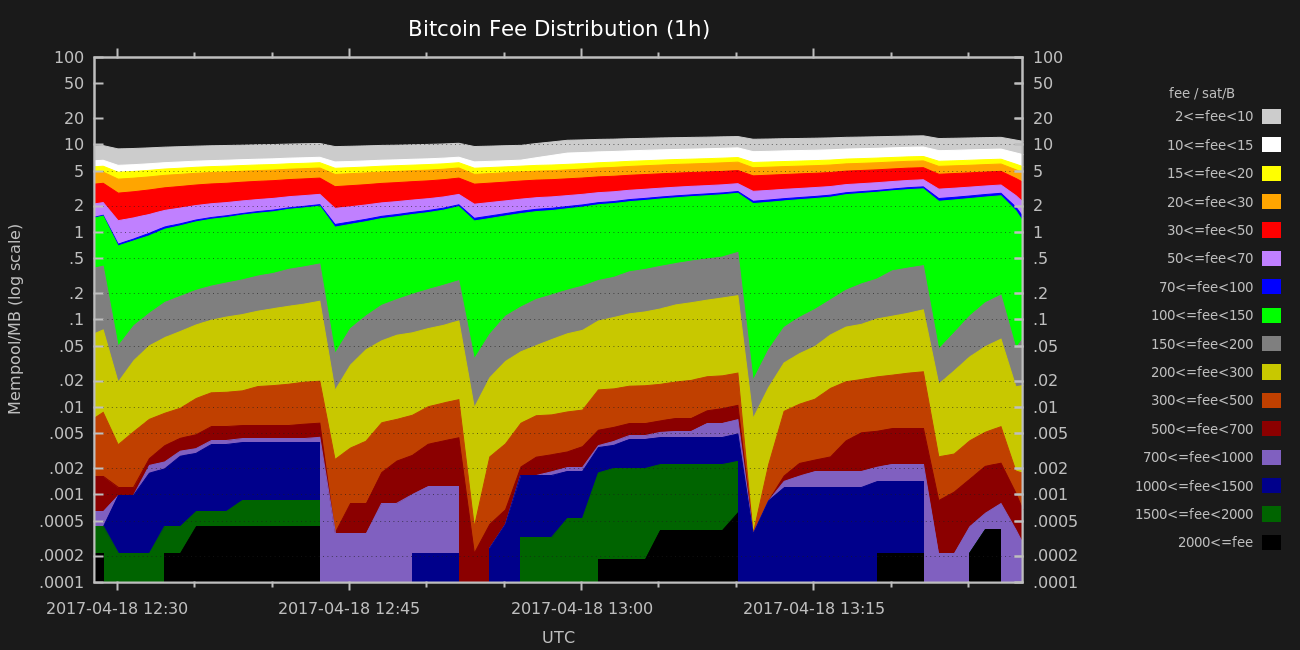 Bitcoin Fee Distribution (1h)
Mempool/MB (log scale)
100
50
20
10
5
2
1
.5
.2
.1
.05
.02
.01
.005
.002
.001
.0005
.0002
.0001
100
50
20
10
5
2
1
.5
.2
.1
.05
.02
.01
.005
.002
.001
.0005
.0002
.0001
fee / sat/B
2<=fee<10
10<=fee<15
15<=fee<20
20<=fee<30
30<=fee<50
50<=fee<70
70<=fee<100
100<=fee<150
150<=fee<200
200<=fee<300
300<=fee<500
500<=fee<700
700<=fee<1000
1000<=fee<1500
1500<=fee<2000
2000<=fee
2017-04-18 12:30 2017-04-18 12:45 2017-04-18 13:00 2017-04-18 13:15
UTC